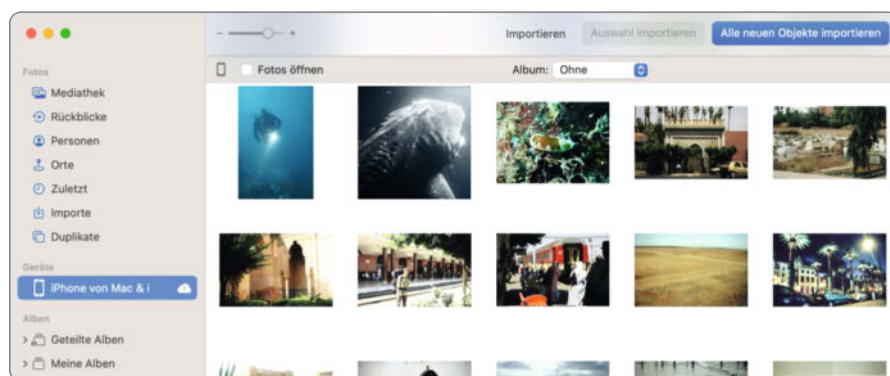 Importieren Auswahl importieren Alle neuen Objekte importieren
Fotos öffnen Album: Ohne
Fotos
Mediathek
Rückblicke
Personen
Orte
Zuletzt
Importe
Duplikate
Geräte
iPhone von Mac & i
Alben
Geteilte Alben
Meine Alben